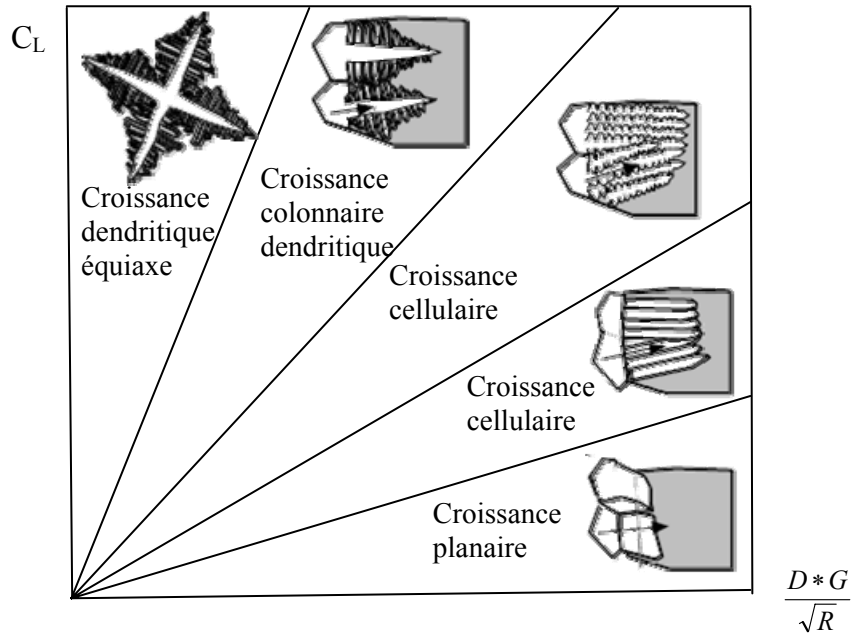 C_L
Croissance
dendritique
équiaxe
Croissance
colonnaire
dendritique
Croissance
cellulaire
Croissance
cellulaire
Croissance
planaire
D * G
√R